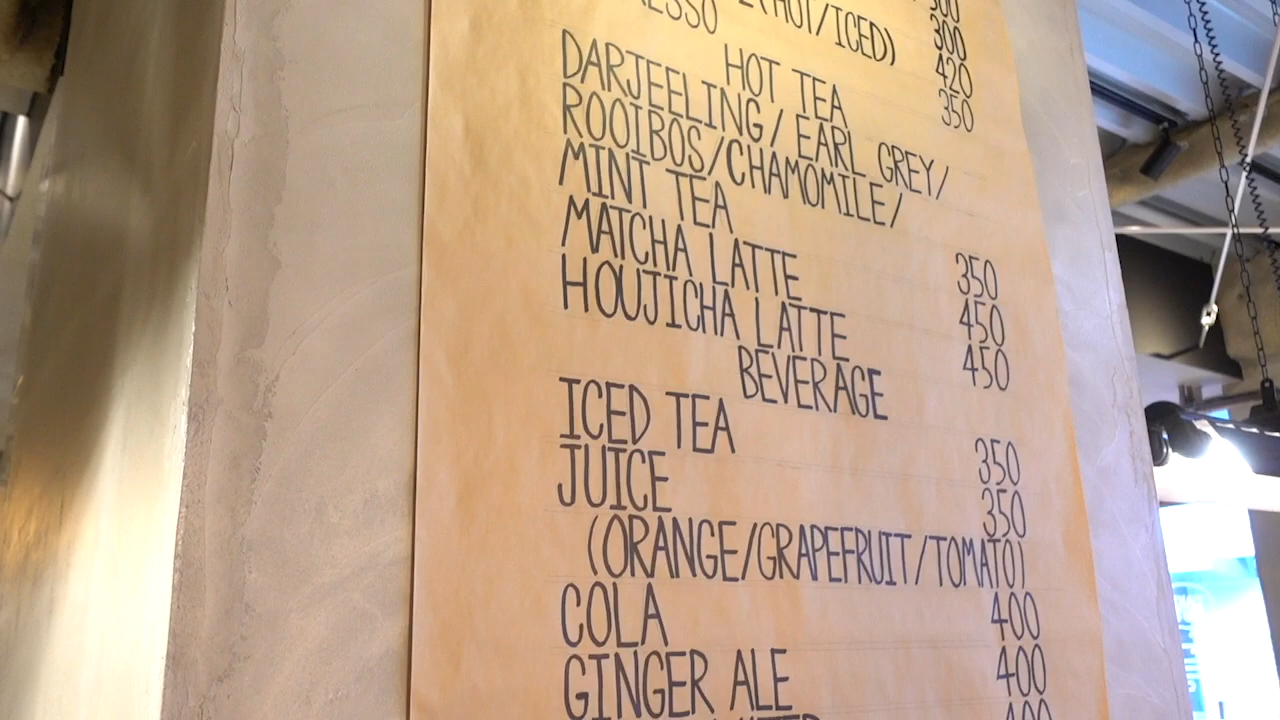 300
(HOT/ICED) 300
420
HOT TEA 350
DARJEELING/EARL GREY/
ROOIBOS/CHAMOMILE/
MINT TEA 350
MATCHA LATTE 450
HOUJICHA LATTE 450
BEVERAGE
ICED TEA 350
JUICE 350
(ORANGE/GRAPEFRUIT/TOMATO)
COLA 400
GINGER ALE 400
400